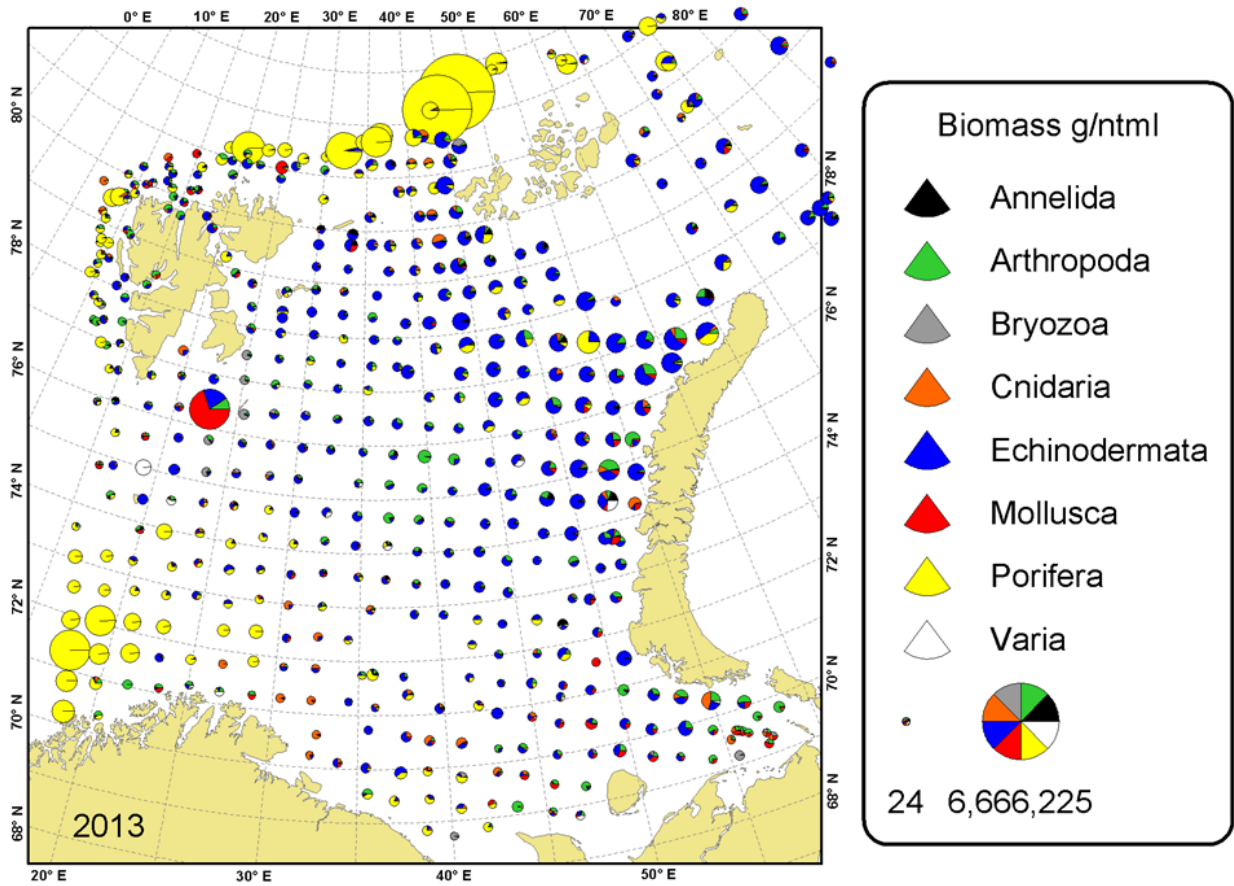 0° E 10° E 20° E 30° E 40° E 50° E 60° E 70° E 80° E
80° N
78° N
76° N
74° N
72° N
70° N
68° N
78° N
76° N
74° N
72° N
70° N
68° N
2013
20° E 30° E 40° E 50° E
Biomass g/ntml
Annelida
Arthropoda
Bryozoa
Cnidaria
Echinodermata
Mollusca
Porifera
Varia
24 6,666,225